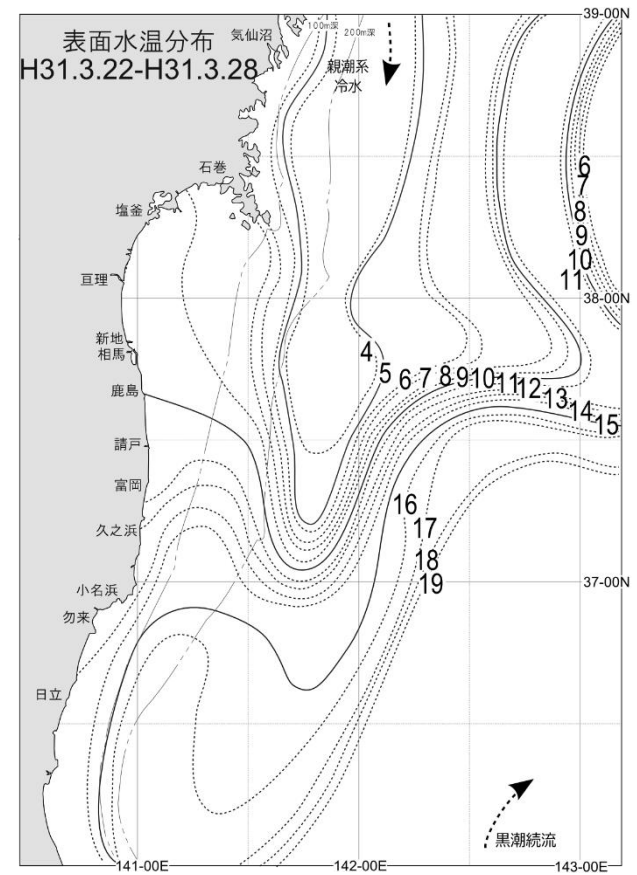 表面水温分布
H31.3.22-H31.3.28
気仙沼
100m深
200m深
親潮系
冷水
39-00N
石巻
塩釜
亘理
新地
相馬
鹿島
請戸
富岡
久之浜
小名浜
勿来
日立
6
7
8
9
10
11
38-00N
4
5
6
7
8
9
10
11
12
13
14
15
16
17
18
19
37-00N
黒潮続流
141-00E
142-00E
143-00E